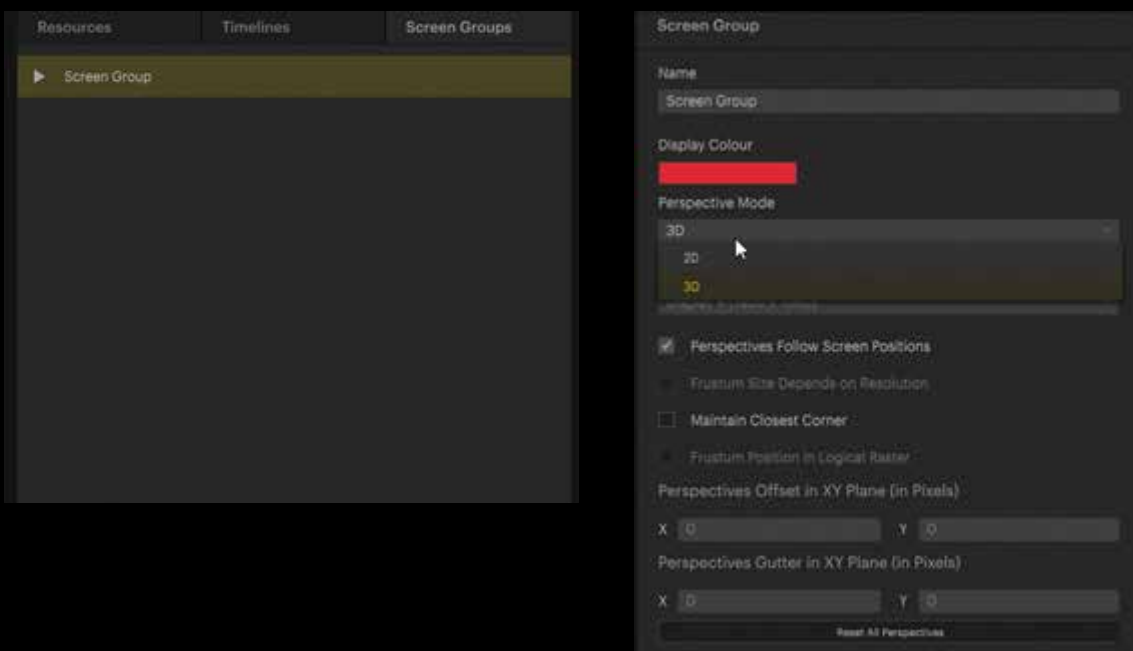 Resources Timelines Screen Groups
Screen Group
Screen Group
Name
Screen Group
Display Colour
Perspective Mode
3D
2D
3D
Perspectives Follow Screen Positions
Frustum Size Depends on Resolution
Maintain Closest Corner
Frustum Position in Logical Raster
Perspectives Offset in XY Plane (in Pixels)
X 0 Y 0
Perspectives Gutter in XY Plane (in Pixels)
X 0 Y 0
Reset All Perspectives